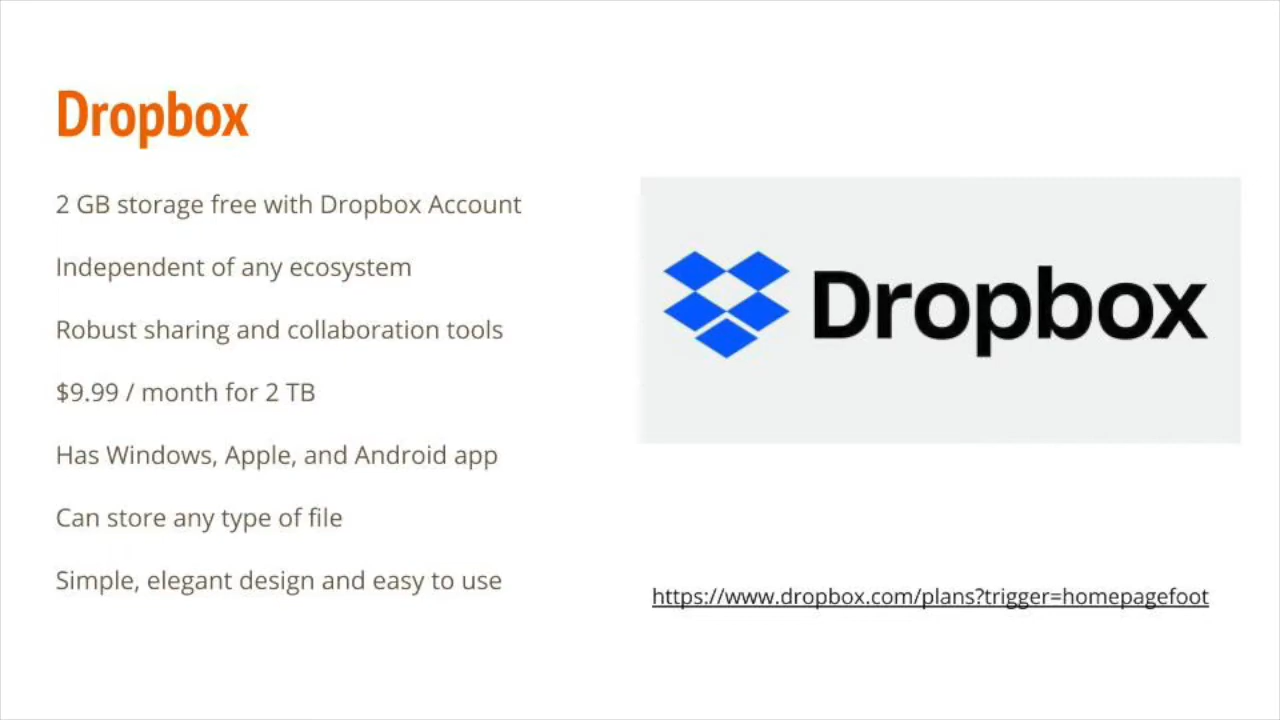 Dropbox
2 GB storage free with Dropbox Account
Independent of any ecosystem
Robust sharing and collaboration tools
$9.99 / month for 2 TB
Has Windows, Apple, and Android app
Can store any type of file
Simple, elegant design and easy to use
Dropbox
https://www.dropbox.com/plans?trigger=homepagefoot